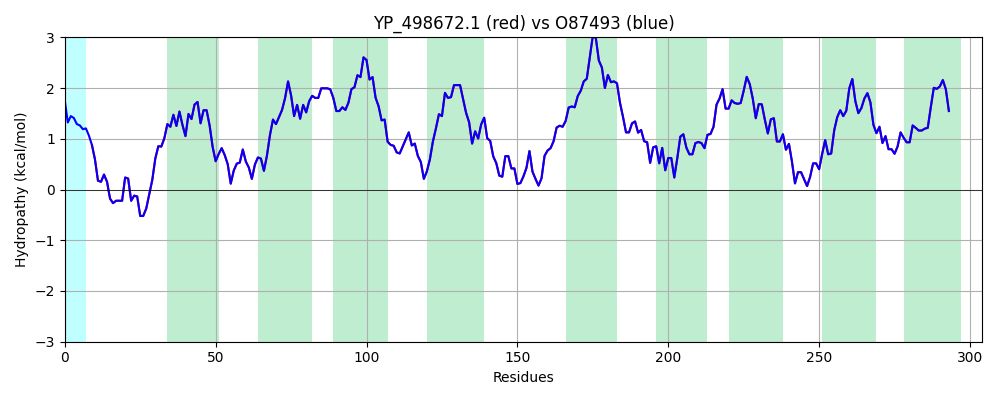 YP_498672.1 (red) vs O87493 (blue)
Hydropathy (kcal/mol)
3
2
1
0
−1
−2
−3
0 50 100 150 200 250 300
Residues